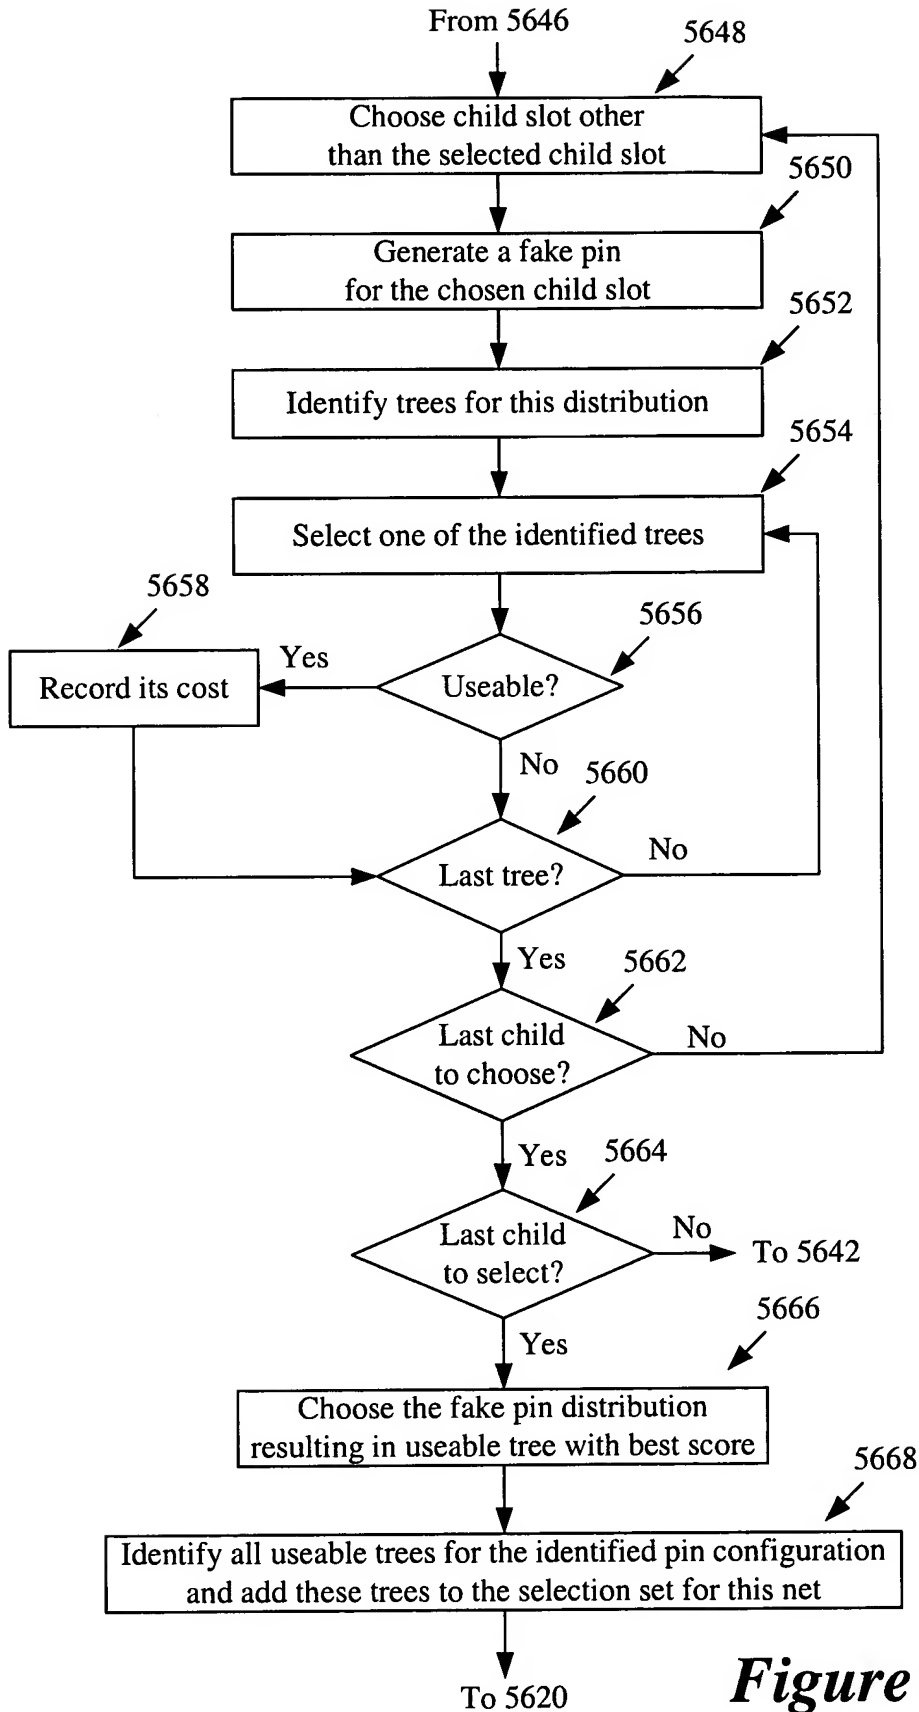 From 5646
5648
Choose child slot other
than the selected child slot
5650
Generate a fake pin
for the chosen child slot
5652
Identify trees for this distribution
5654
Select one of the identified trees
5658
5656
Yes
Record its cost
Useable?
No
5660
No
Last tree?
Yes
5662
Last child
to choose?
No
Yes
5664
Last child
to select?
No
To 5642
5666
Yes
Choose the fake pin distribution
resulting in useable tree with best score
5668
Identify all useable trees for the identified pin configuration
and add these trees to the selection set for this net
To 5620
Figure